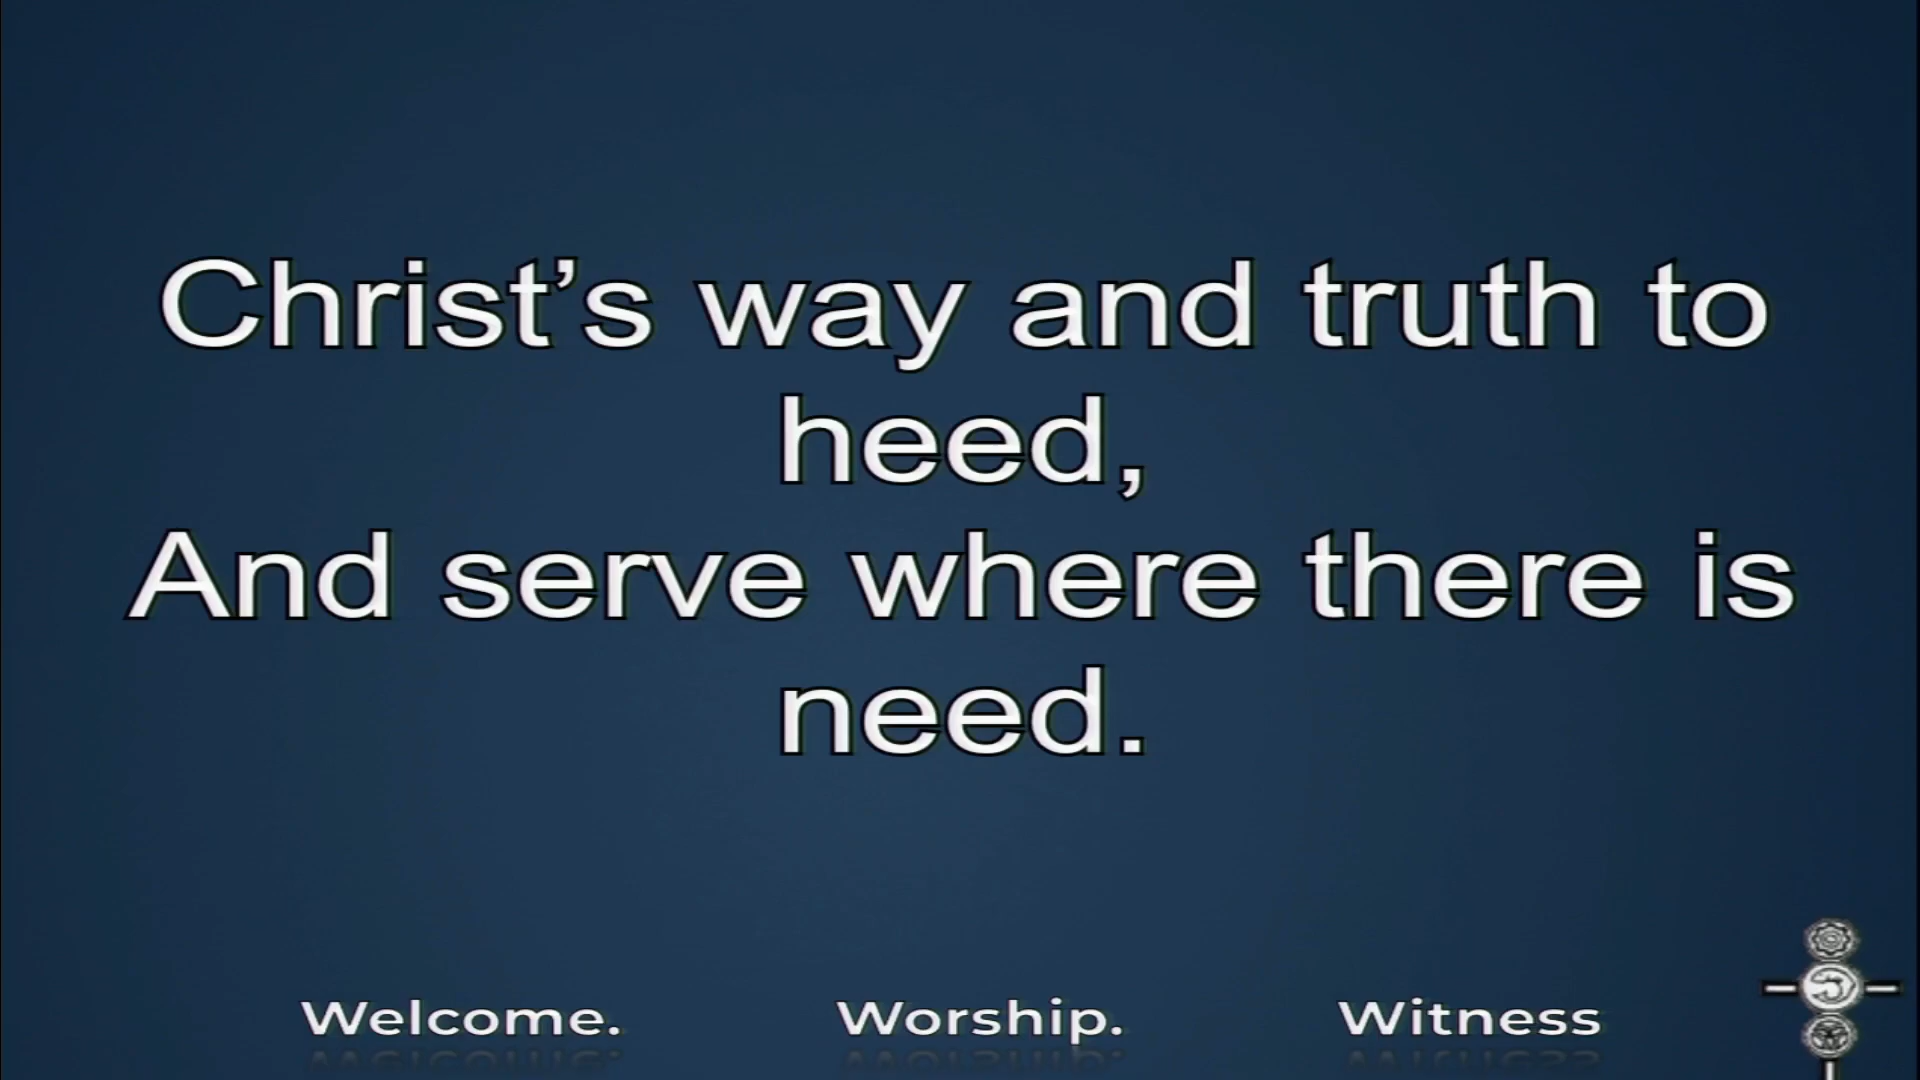 Christ’s way and truth to
heed,
And serve where there is
need.
Welcome. Worship. Witness